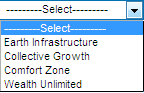 ---------Select---------
---------Select---------
Earth Infrastructure
Collective Growth
Comfort Zone
Wealth Unlimited